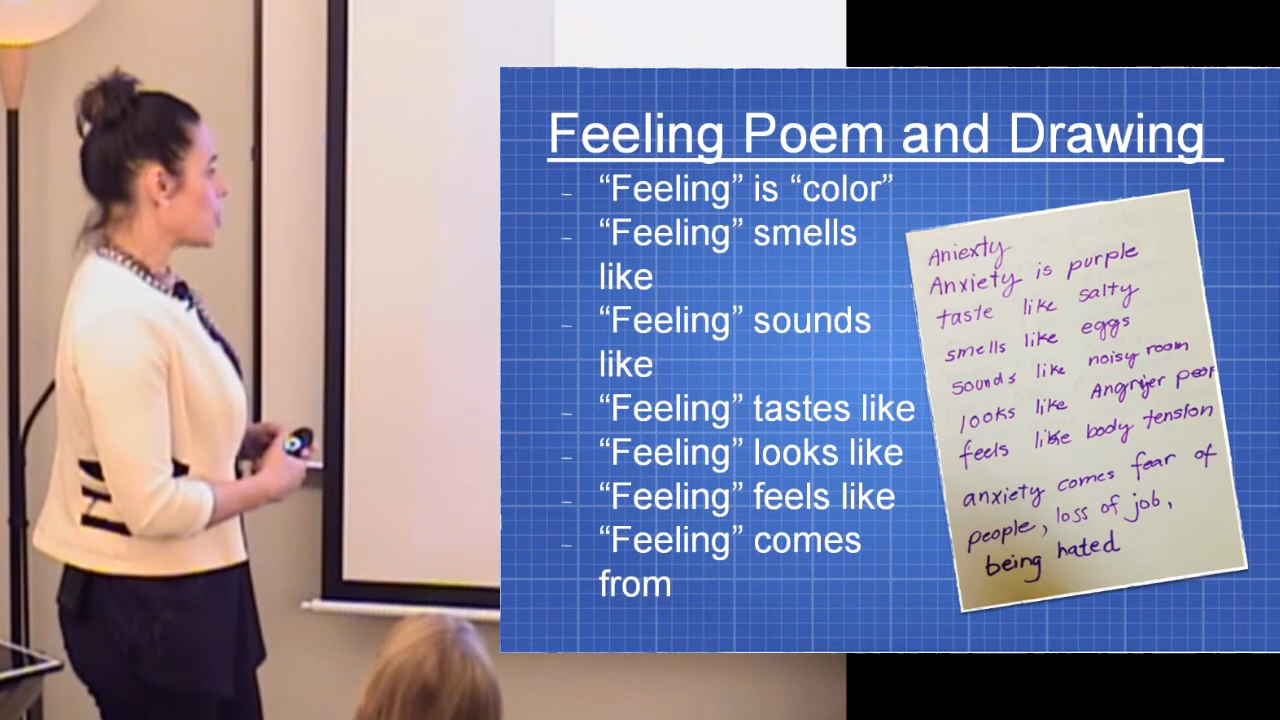 Feeling Poem and Drawing
- “Feeling” is “color”
- “Feeling” smells
like
- “Feeling” sounds
like
- “Feeling” tastes like
- “Feeling” looks like
- “Feeling” feels like
- “Feeling” comes
from
Aniexty
Anxiety is purple
taste like salty
smells like eggs
sounds like noisy room
looks like
feels like body tension
anxiety comes fear of
people, loss of job,
being hated